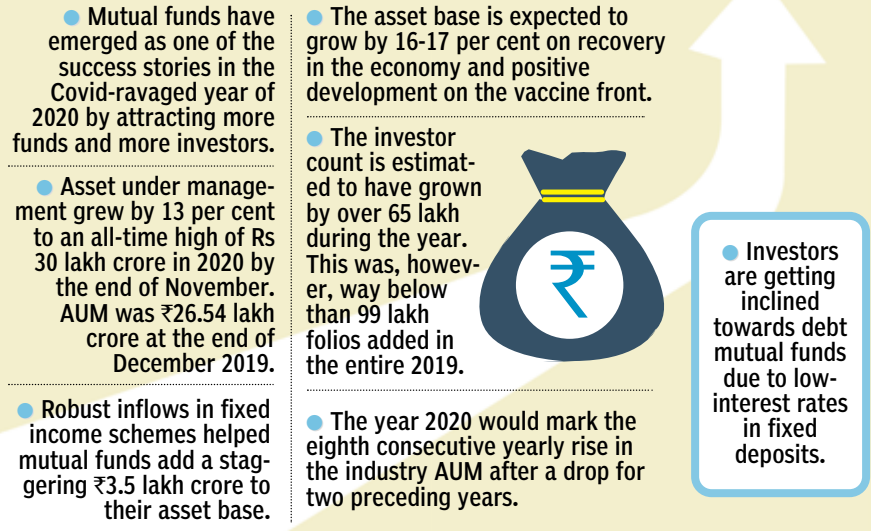 ● Mutual funds have
emerged as one of the
success stories in the
Covid-ravaged year of
2020 by attracting more
funds and more investors.
● Asset under manage-
ment grew by 13 per cent
to an all-time high of Rs
30 lakh crore in 2020 by
the end of November.
AUM was ₹26.54 lakh
crore at the end of
December 2019.
● Robust inflows in fixed
income schemes helped
mutual funds add a stag-
gering ₹3.5 lakh crore to
their asset base.
● The asset base is expected to
grow by 16-17 per cent on recovery
in the economy and positive
development on the vaccine front.
● The investor
count is estimat-
ed to have grown
by over 65 lakh
during the year.
This was, howev-
er, way below
than 99 lakh
folios added in
the entire 2019.
● The year 2020 would mark the
eighth consecutive yearly rise in
the industry AUM after a drop for
two preceding years.
₹
● Investors
are getting
inclined
towards debt
mutual funds
due to low-
interest rates
in fixed
deposits.